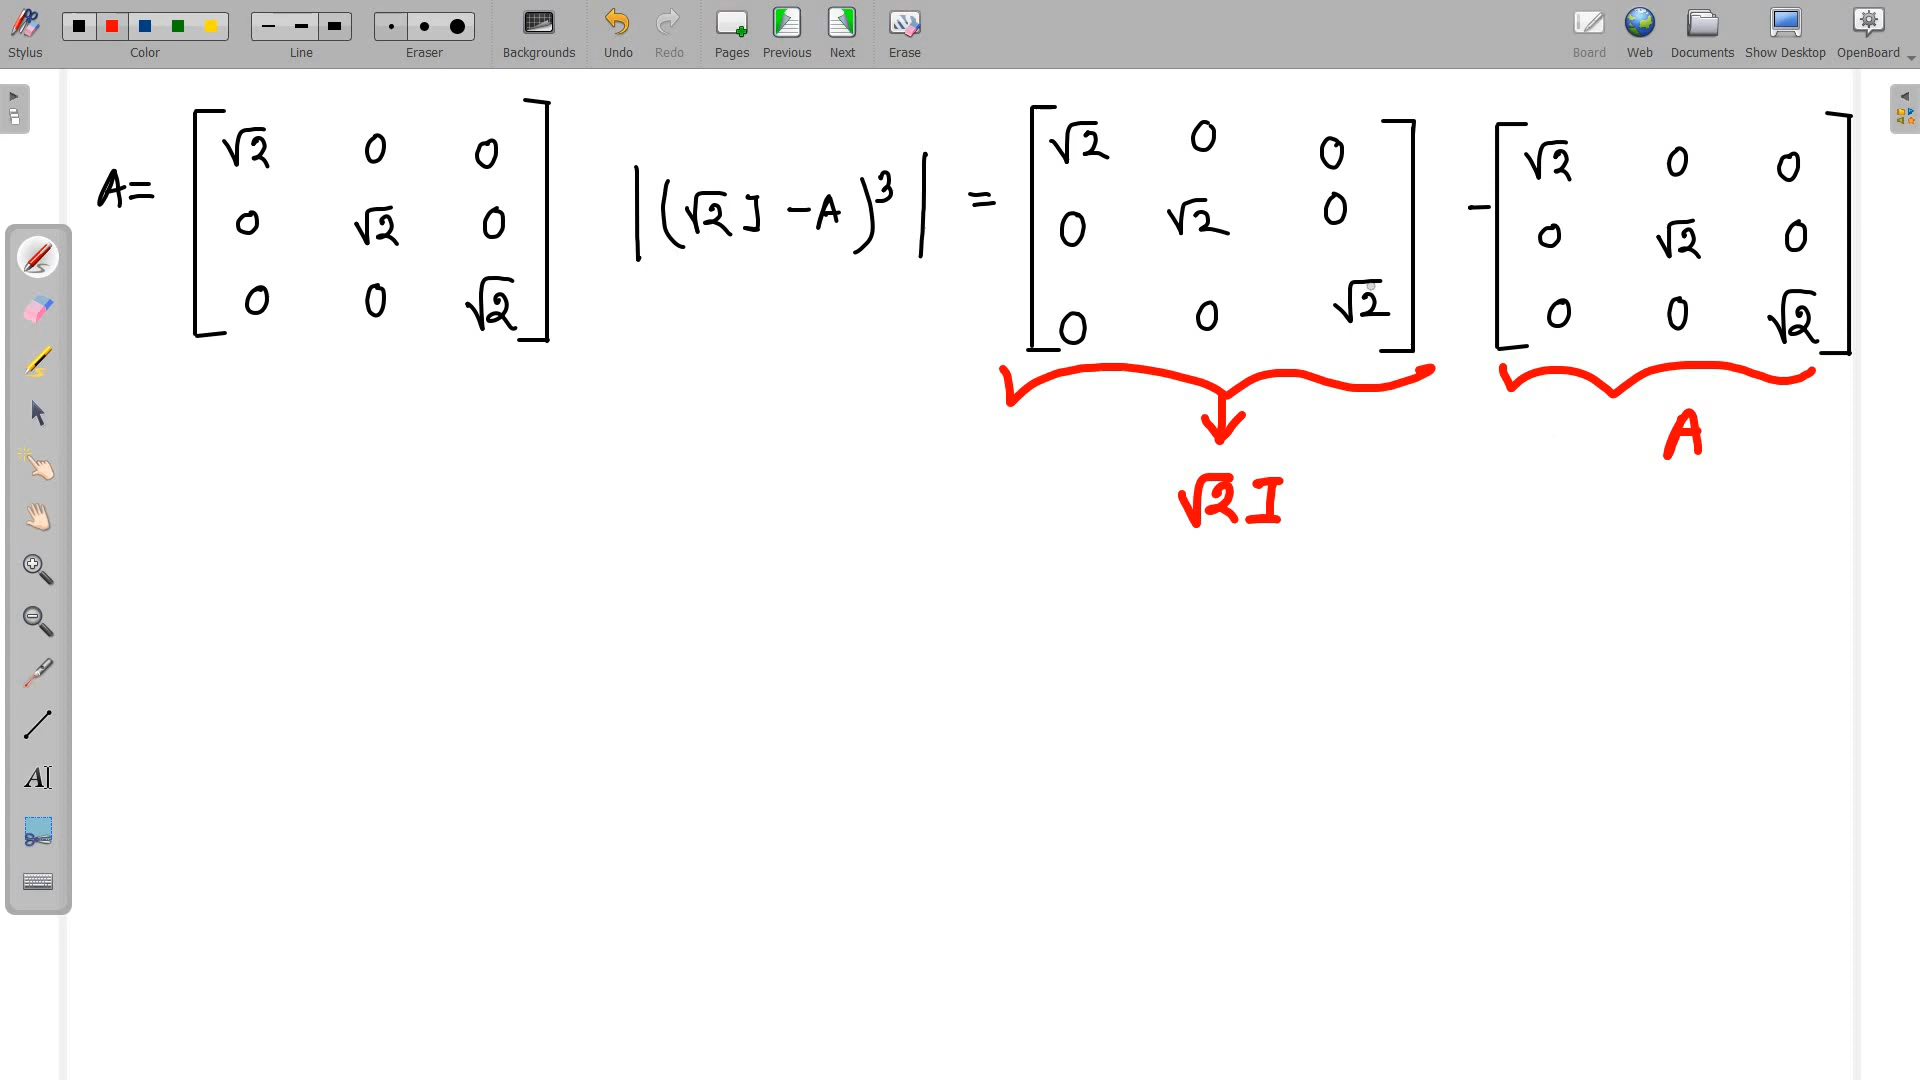 Stylus Color Line Eraser Backgrounds Undo Redo Pages Previous Next Erase Board Web Documents Show Desktop OpenBoard
A= [ √2 0 0 ] | (√2 I - A)³ | = [ √2 0 0 ] - [ √2 0 0 ]
[ 0 √2 0 ] [ 0 √2 0 ] [ 0 √2 0 ]
[ 0 0 √2 ] [ 0 0 √2 ] [ 0 0 √2 ]
A
√2 I